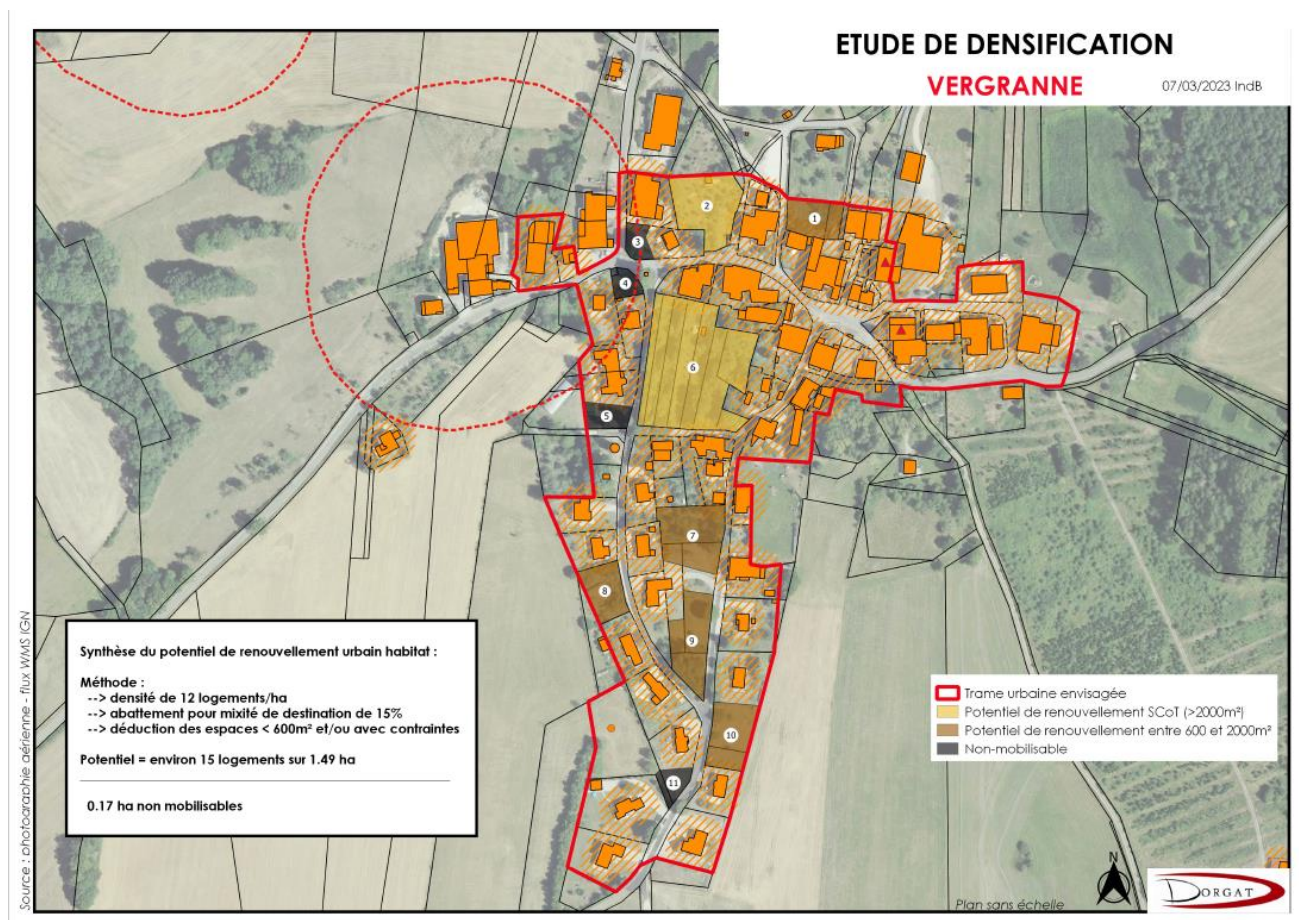 ETUDE DE DENSIFICATION
VERGRANNE
07/03/2023 IndB
2
1
3
4
6
5
7
8
9
10
11
Synthèse du potentiel de renouvellement urbain habitat :
Méthode :
--> densité de 12 logements/ha
--> abattement pour mixité de destination de 15%
--> déduction des espaces < 600m² et/ou avec contraintes
Potentiel = environ 15 logements sur 1.49 ha
0.17 ha non mobilisables
Trame urbaine envisagée
Potentiel de renouvellement SCoT (>2000m²)
Potentiel de renouvellement entre 600 et 2000m²
Non-mobilisable
Source : photographie aérienne - flux WMS IGN
Plan sans échelle
N
DORGAT